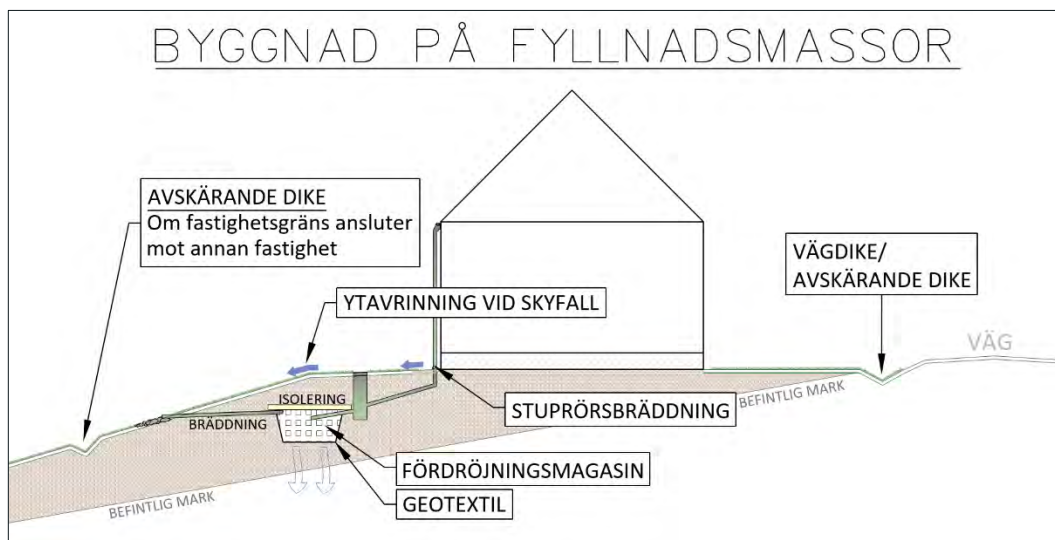 BYGGNAD PÅ FYLLNADSMASSOR
AVSKÄRANDE DIKE
Om fastighetsgräns ansluter
mot annan fastighet
YTAVRINNING VID SKYFALL
VÄGDIKE/
AVSKÄRANDE DIKE
VÄG
ISOLERING
BRÄDDNING
STUPRÖRSBRÄDDNING
BEFINTLIG MARK
FÖRDRÖJNINGSMAGASIN
GEOTEXTIL
BEFINTLIG MARK